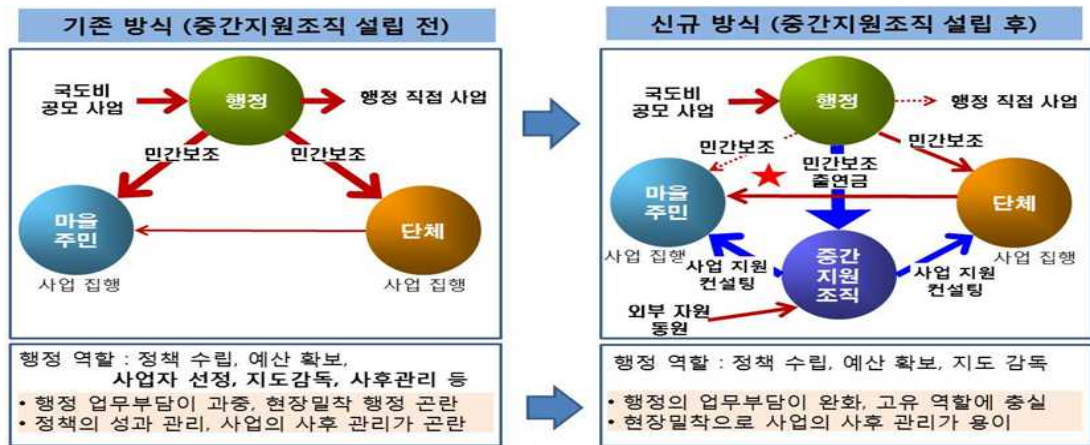 기존 방식 (중간지원조직 설립 전)
국도비
공모 사업
행정
행정 직접 사업
민간보조
민간보조
마을
주민
단체
사업 집행
사업 집행
행정 역할 : 정책 수립, 예산 확보,
사업자 선정, 지도감독, 사후관리 등
• 행정 업무부담이 과중, 현장밀착 행정 곤란
• 정책의 성과 관리, 사업의 사후 관리가 곤란
신규 방식 (중간지원조직 설립 후)
국도비
공모 사업
행정
행정 직접 사업
민간보조
민간보조
민간보조
출연금
마을
주민
단체
사업 집행
사업 집행
중간
지원
조직
사업 지원
컨설팅
사업 지원
컨설팅
외부 자원
동원
행정 역할 : 정책 수립, 예산 확보, 지도 감독
• 행정의 업무부담이 완화, 고유 역할에 충실
• 현장밀착으로 사업의 사후 관리가 용이